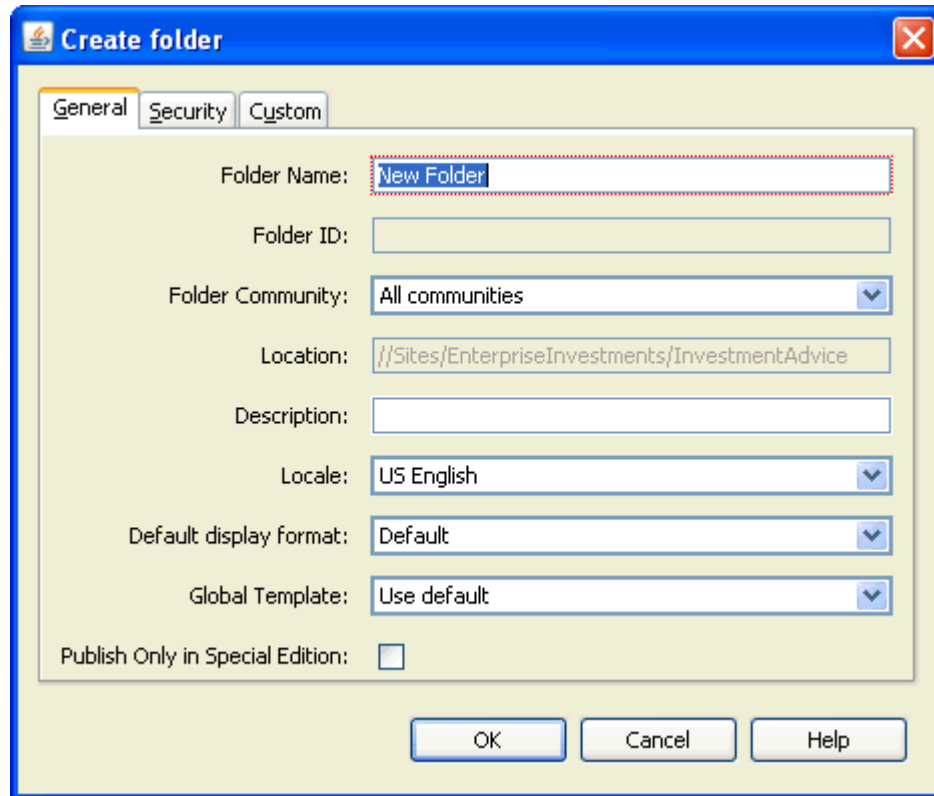 Create folder
General Security Custom
Folder Name: New Folder
Folder ID:
Folder Community: All communities
Location: //Sites/EnterpriseInvestments/InvestmentAdvice
Description:
Locale: US English
Default display format: Default
Global Template: Use default
Publish Only in Special Edition:
OK Cancel Help